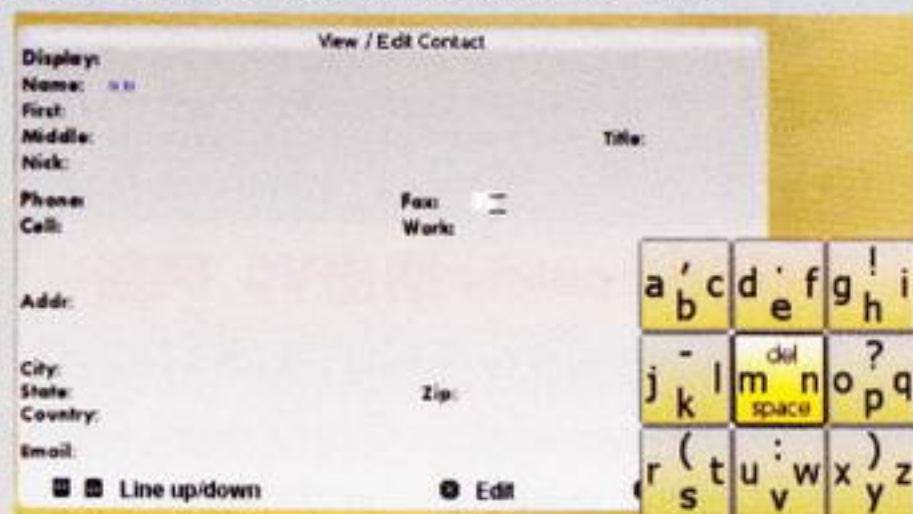 View / Edit Contact
Display:
Name:
First:
Middle: Title:
Nick:
Phone: Fax:
Cell: Work:
Addr:
City:
State: Zip:
Country:
Email:
Line up/down Edit
a ' b c d . e f g ! h i
j - k l del m n space o ? p q
r ( s t u : v w x ) y z